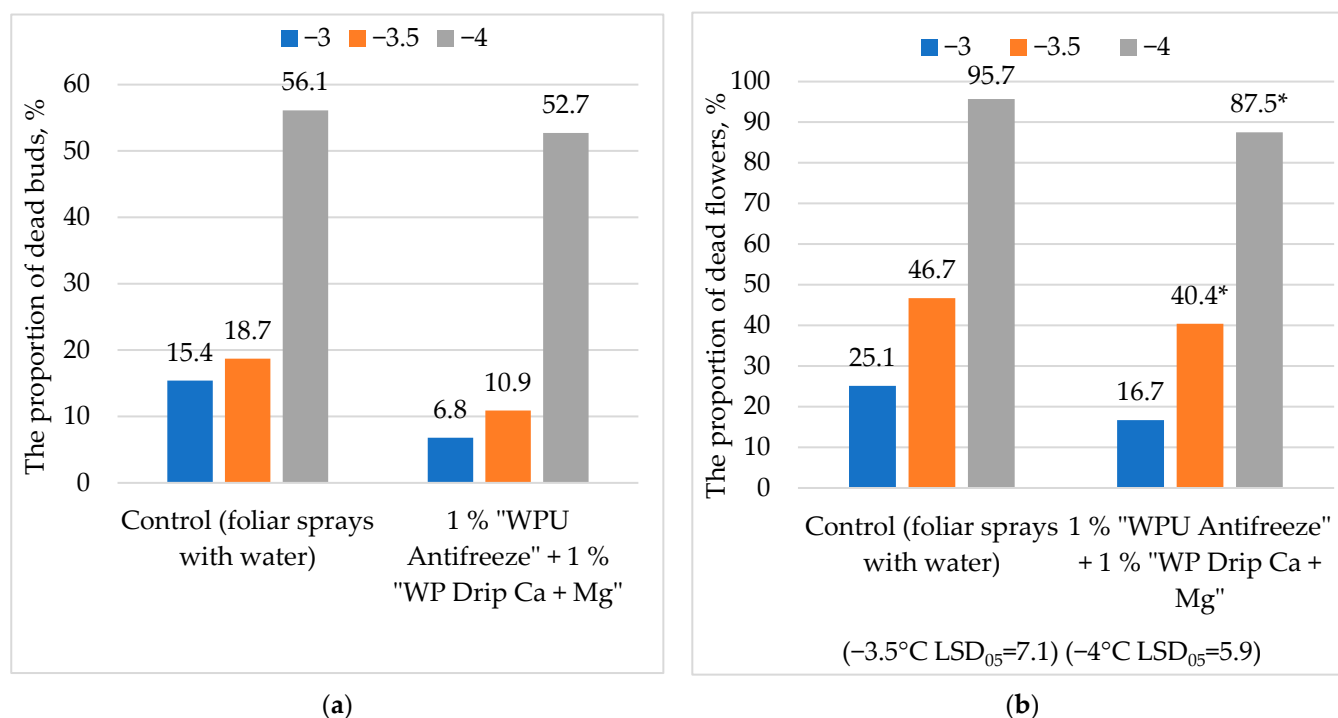 −3 −3.5 −4
The proportion of dead buds, %
60
50
40
30
20
10
0
15.4
18.7
56.1
6.8
10.9
52.7
Control (foliar sprays
with water)
1 % "WPU
Antifreeze" + 1 %
"WP Drip Ca + Mg"
(a)
−3 −3.5 −4
The proportion of dead flowers, %
100
90
80
70
60
50
40
30
20
10
0
25.1
46.7
95.7
16.7
40.4*
87.5*
Control (foliar sprays
with water)
1 % "WPU Antifreeze"
+ 1 % "WP Drip Ca +
Mg"
(−3.5°C LSD₀₅=7.1) (−4°C LSD₀₅=5.9)
(b)